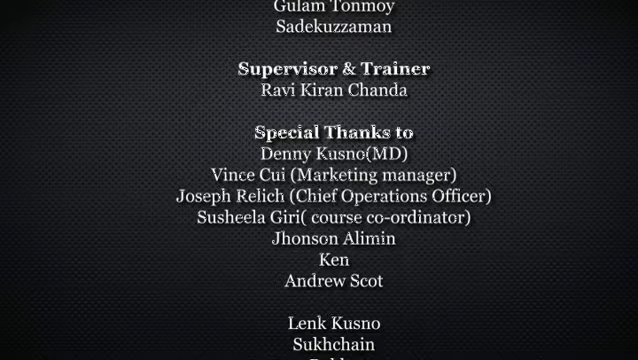 Gulam Tonmoy
Sadekuzzaman
Supervisor & Trainer
Ravi Kiran Chanda
Special Thanks to
Denny Kusno(MD)
Vince Cui (Marketing manager)
Joseph Relich (Chief Operations Officer)
Susheela Giri( course co-ordinator)
Jhonson Alimin
Ken
Andrew Scot
Lenk Kusno
Sukhchain